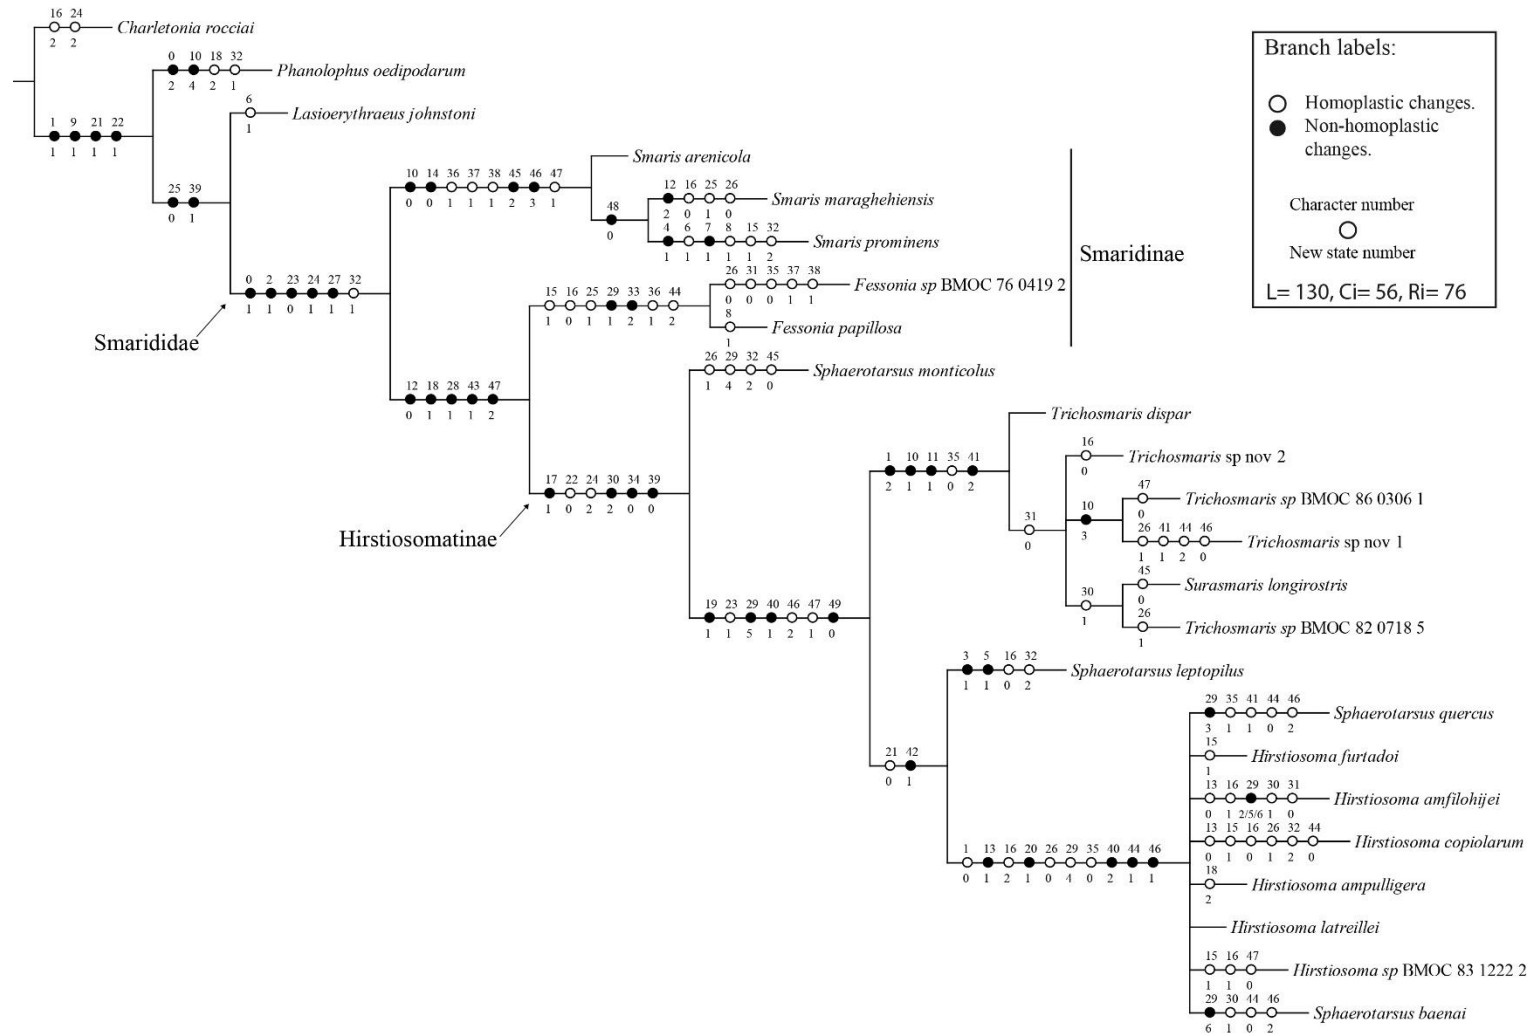 16 24
Charletonia rocciai
2 2
0 10 18 32
Phanolophus oedipodarum
2 4 2 1
6
Lasioerythraeus johnstoni
1
1 9 21 22
1 1 1 1
25 39
0 1
Smaris arenicola
10 14 36 37 38 45 46 47
0 0 1 1 1 2 3 1
12 16 25 26
Smaris maraghehiensis
2 0 1 0
48
0
4 6 7 8 15 32
Smaris prominens
1 1 1 1 1 2
Smaridinae
0 2 23 24 27 32
1 1 0 1 1 1
Smarididae
26 31 35 37 38
Fessonia sp BMOC 76 0419 2
0 0 0 1 1
15 16 25 29 33 36 44
1 0 1 1 2 1 2
8
Fessonia papillosa
1
12 18 28 43 47
0 1 1 1 2
26 29 32 45
Sphaerotarsus monticolus
1 4 2 0
17 22 24 30 34 39
1 0 2 2 0 0
Hirstiosomatinae
Trichosmaris dispar
1 10 11 35 41
2 1 1 0 2
16
Trichosmaris sp nov 2
0
47
Trichosmaris sp BMOC 86 0306 1
0
10
3
31
0
26 41 44 46
Trichosmaris sp nov 1
1 1 2 0
45
Surasmaris longirostris
0
30
1
26
Trichosmaris sp BMOC 82 0718 5
1
19 23 29 40 46 47 49
1 1 5 1 2 1 0
3 5 16 32
Sphaerotarsus leptopilus
1 1 0 2
21 42
0 1
29 35 41 44 46
Sphaerotarsus quercus
3 1 1 0 2
15
Hirstiosoma furtadoi
1
13 16 29 30 31
Hirstiosoma amfilohijei
0 1 2/5/6 1 0
13 15 16 26 32 44
Hirstiosoma copiolarum
0 1 0 1 2 0
1 13 16 20 26 29 35 40 44 46
0 1 2 1 0 4 0 2 1 1
18
Hirstiosoma ampulligera
2
Hirstiosoma latreillei
15 16 47
Hirstiosoma sp BMOC 83 1222 2
1 1 0
29 30 44 46
Sphaerotarsus baenai
6 1 0 2
Branch labels:
Homoplastic changes.
Non-homoplastic
changes.
Character number
New state number
L= 130, Ci= 56, Ri= 76